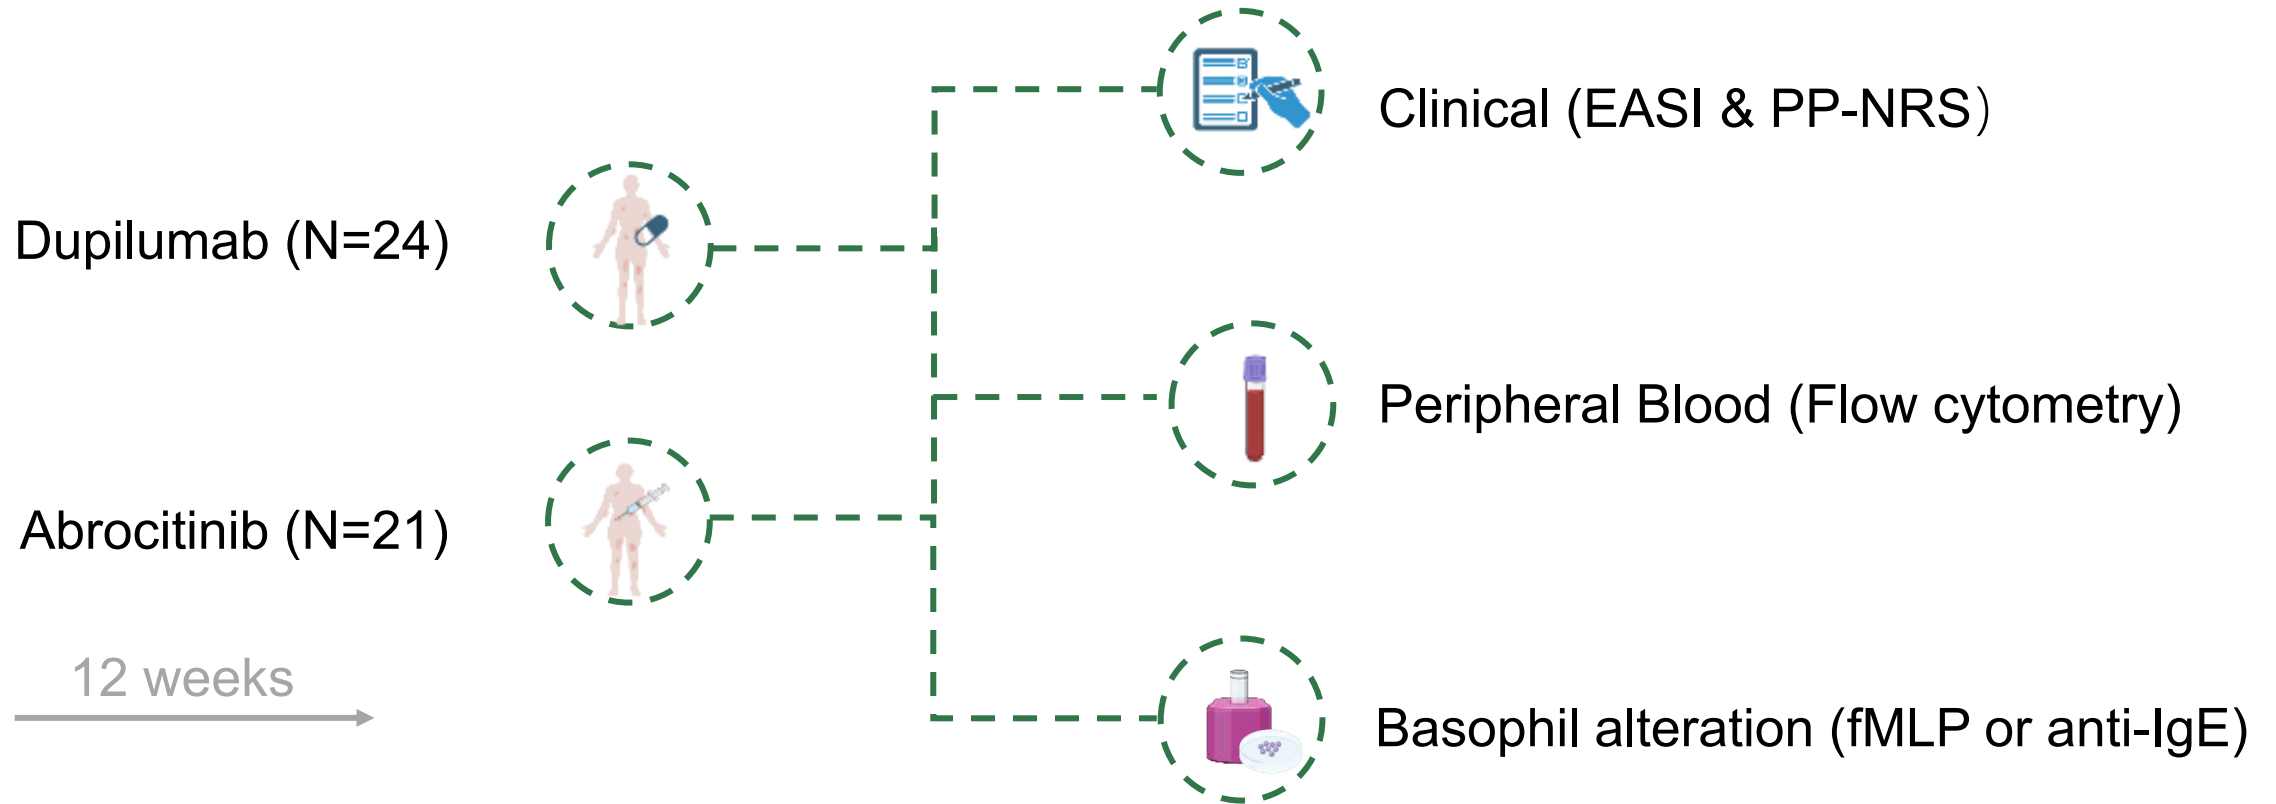 Clinical (EASI & PP-NRS）
Dupilumab (N=24)
Peripheral Blood (Flow cytometry)
Abrocitinib (N=21)
12 weeks
Basophil alteration (fMLP or anti-IgE)